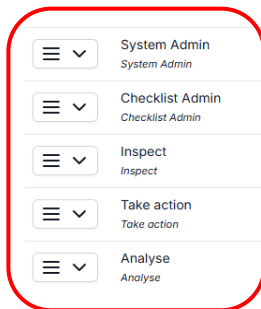 System Admin
System Admin
Checklist Admin
Checklist Admin
Inspect
Inspect
Take action
Take action
Analyse
Analyse